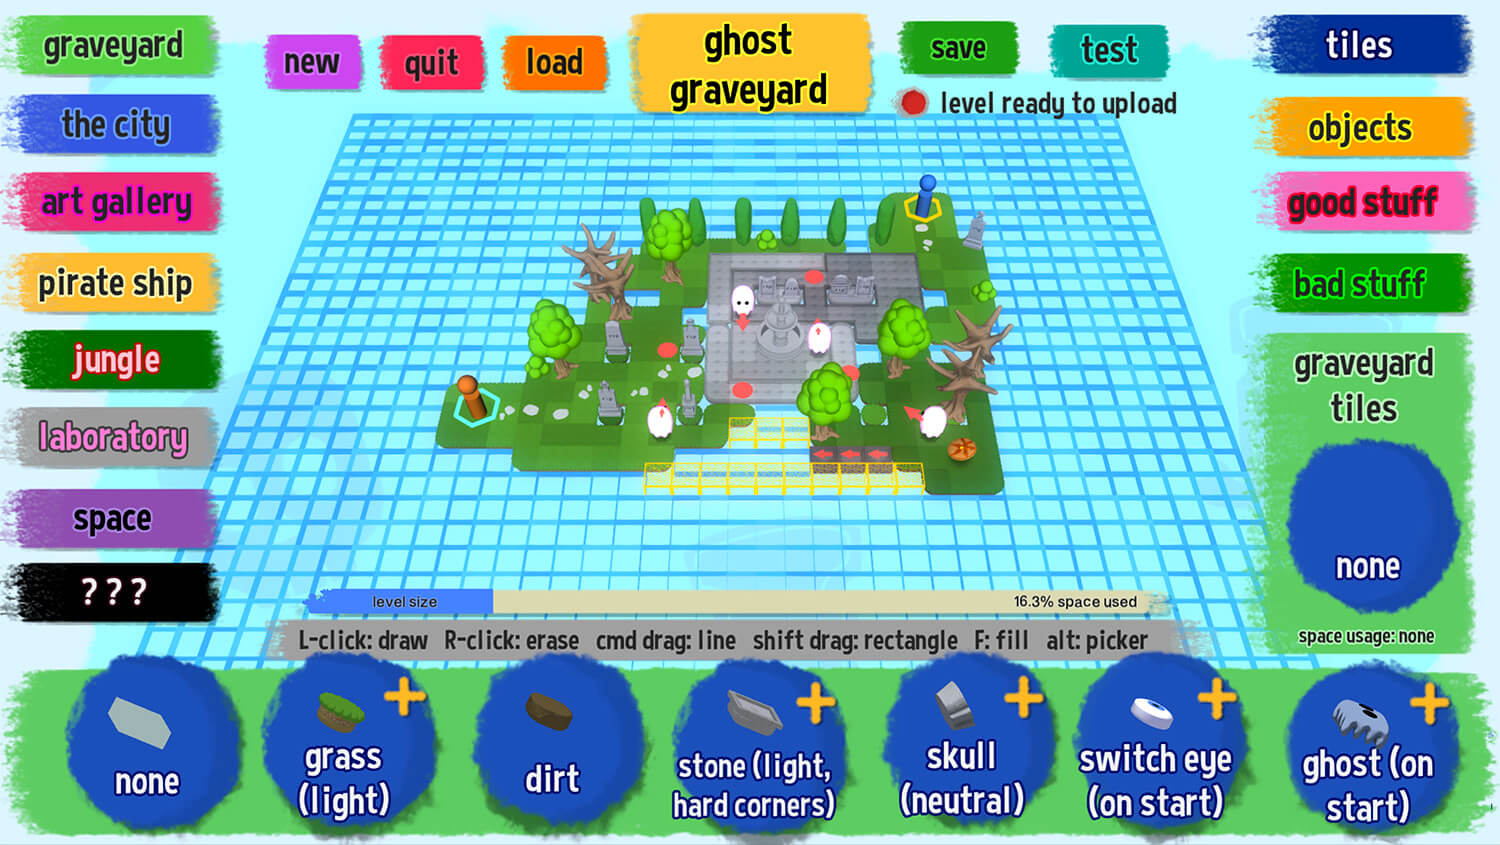 graveyard
new
quit
load
ghost
graveyard
save
test
tiles
level ready to upload
the city
objects
art gallery
good stuff
pirate ship
bad stuff
jungle
graveyard
tiles
laboratory
space
none
? ? ?
level size
16.3% space used
L-click: draw R-click: erase cmd drag: line shift drag: rectangle F: fill alt: picker
space usage: none
none
grass
(light)
dirt
stone (light,
hard corners)
skull
(neutral)
switch eye
(on start)
ghost (on
start)